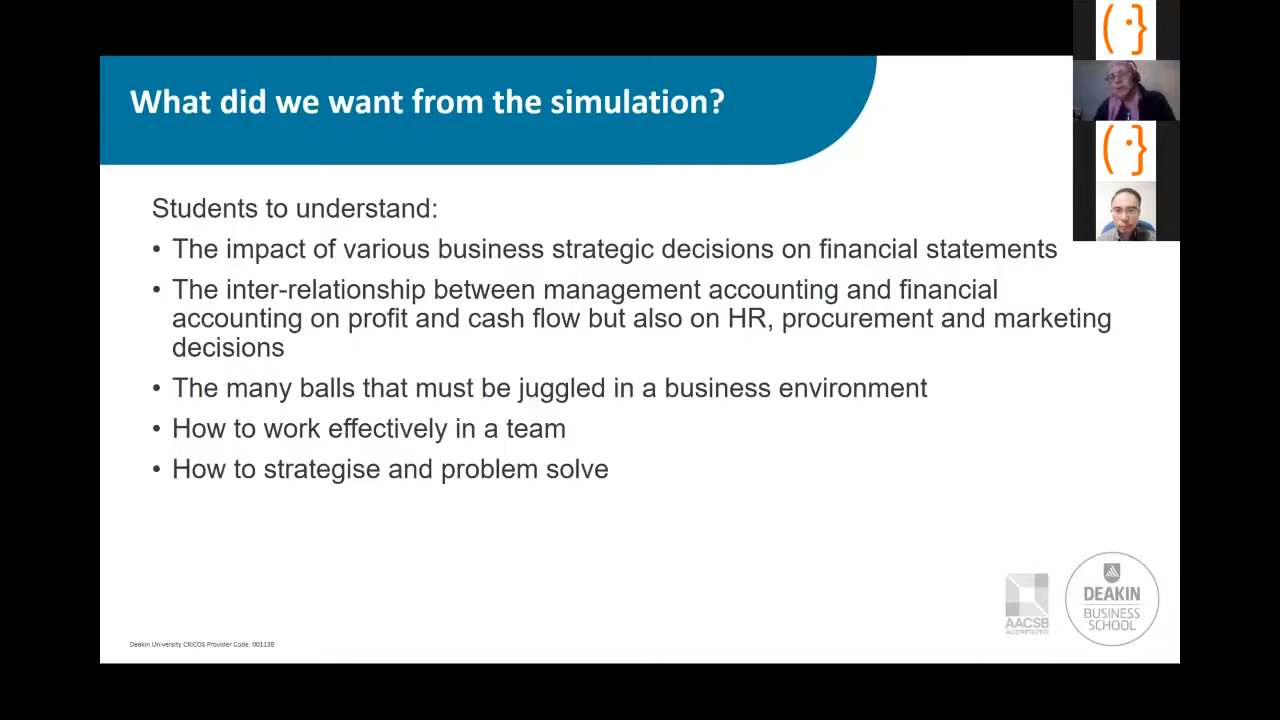 What did we want from the simulation?
Students to understand:
• The impact of various business strategic decisions on financial statements
• The inter-relationship between management accounting and financial
accounting on profit and cash flow but also on HR, procurement and marketing
decisions
• The many balls that must be juggled in a business environment
• How to work effectively in a team
• How to strategise and problem solve
AACSB
ACCREDITED
DEAKIN
BUSINESS
SCHOOL
Deakin University CRICOS Provider Code: 00113B